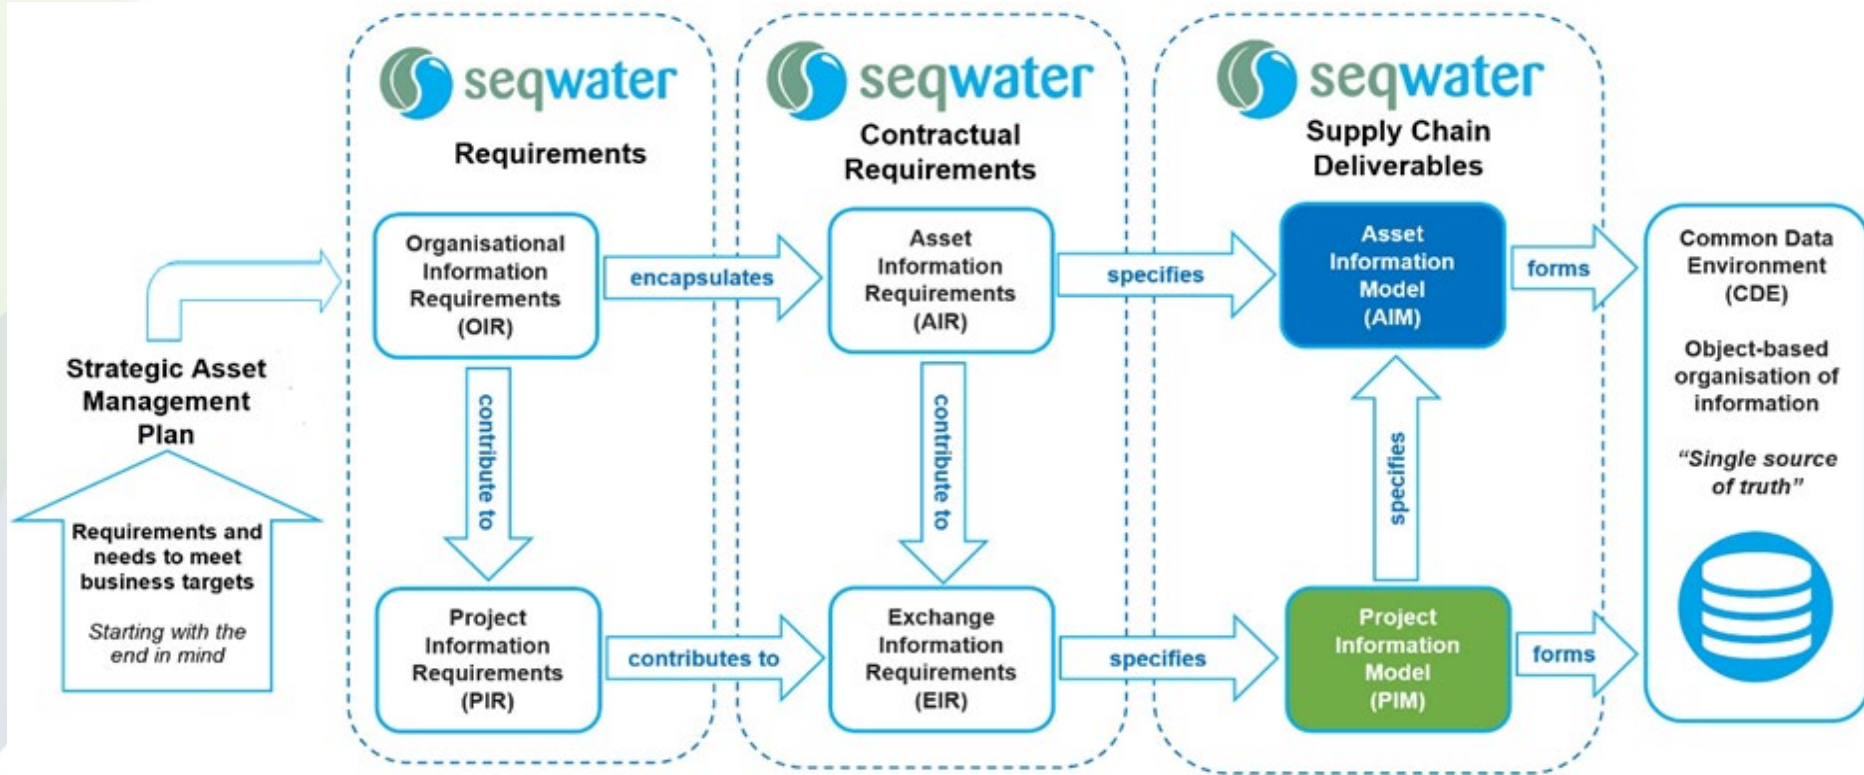 seqwater
Requirements
seqwater
Contractual
Requirements
seqwater
Supply Chain
Deliverables
Strategic Asset
Management
Plan
Requirements and
needs to meet
business targets
Starting with the
end in mind
Organisational
Information
Requirements
(OIR)
encapsulates
Asset
Information
Requirements
(AIR)
specifies
Asset
Information
Model
(AIM)
forms
contribute to
contribute to
specifies
Project
Information
Requirements
(PIR)
contributes to
Exchange
Information
Requirements
(EIR)
specifies
Project
Information
Model
(PIM)
forms
Common Data
Environment
(CDE)
Object-based
organisation of
information
“Single source
of truth”